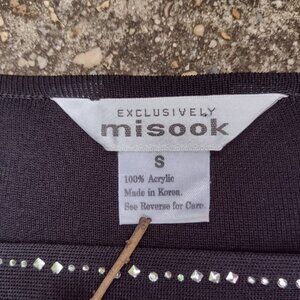 EXCLUSIVELY
misook
S
100% Acrylic
Made in Korea.
See Reverse for Care